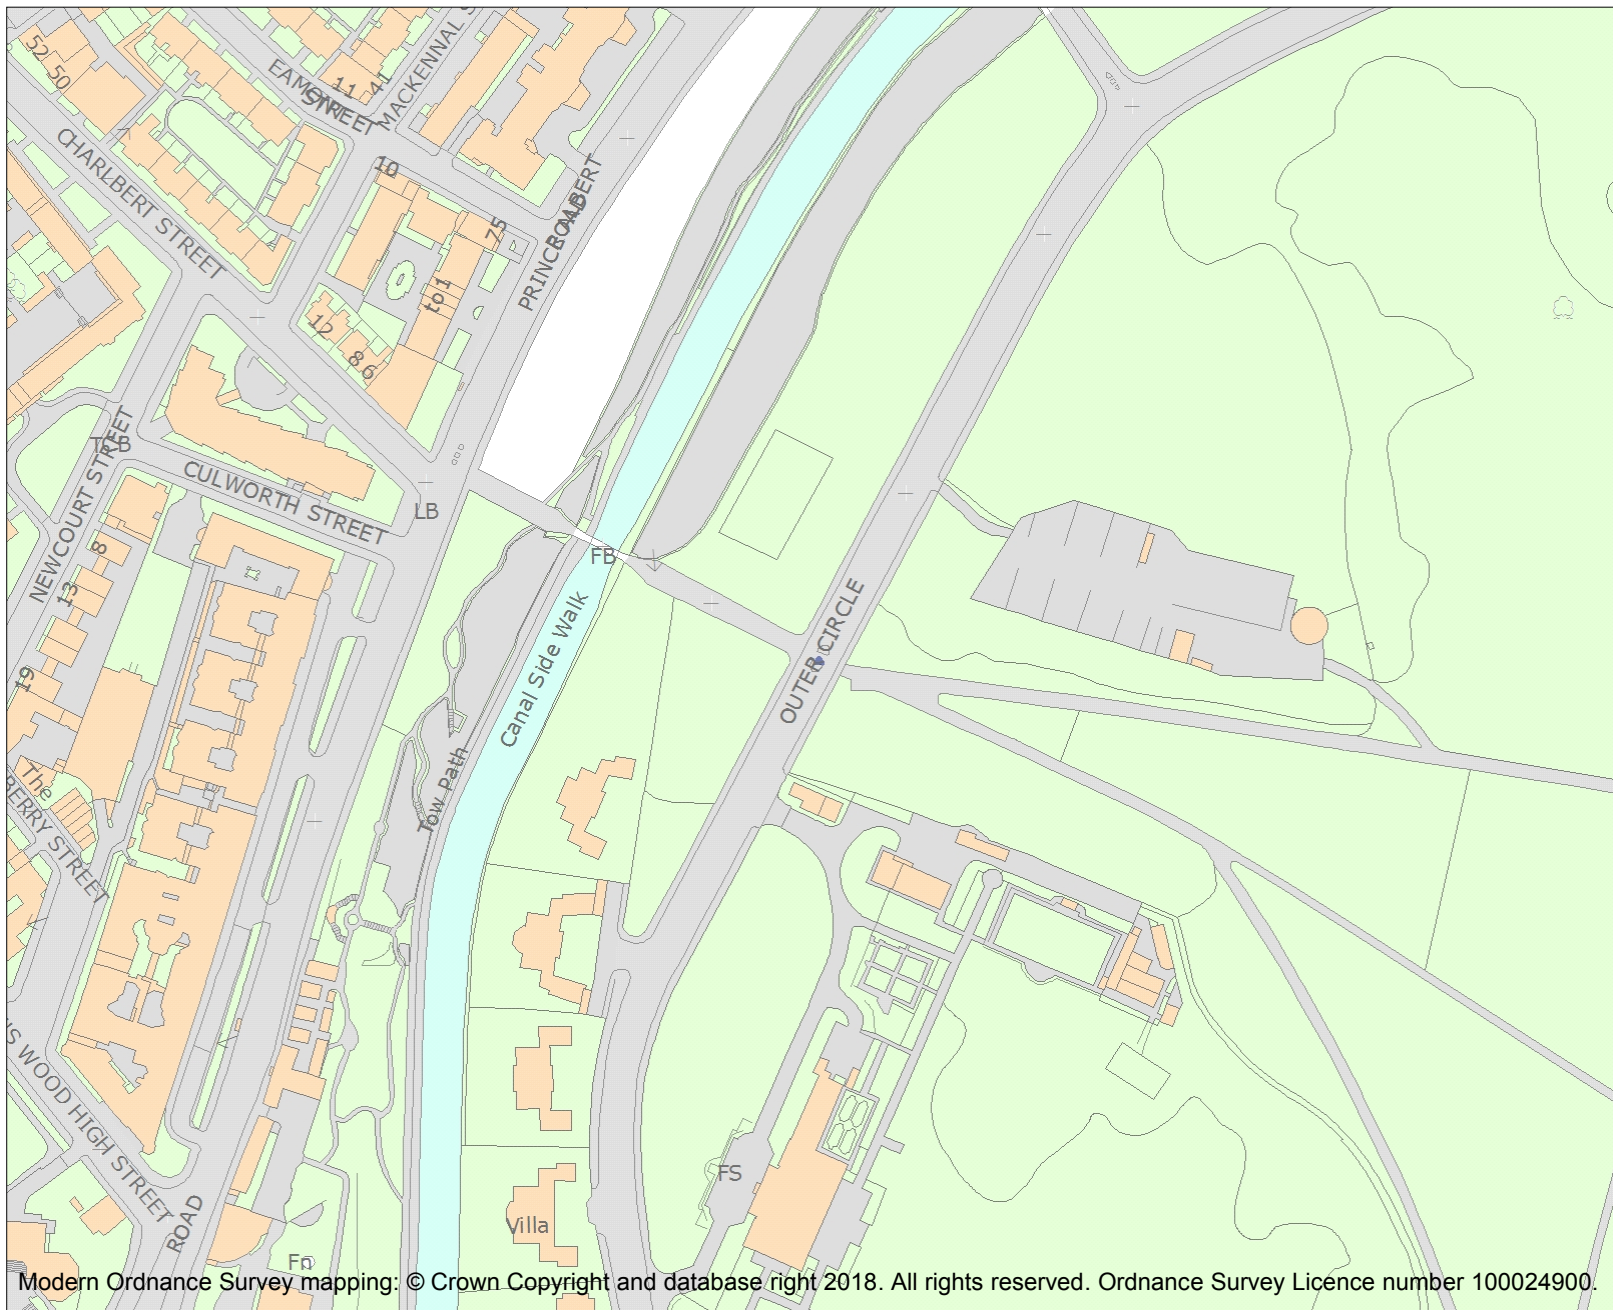 52
50
EAMONT
STREET
11
41
MACKENNAL S
CHARLBERT STREET
10
75
PRINCE ALBERT
ROAD
to 1
12
8
6
TCB
NEWCOURT STREET
CULWORTH STREET
LB
8
13
19
FB
Canal Side Walk
OUTER CIRCLE
Tow Path
The
BERRY STREET
S WOOD HIGH STREET
ROAD
FS
Villa
Fn
Modern Ordnance Survey mapping: © Crown Copyright and database right 2018. All rights reserved. Ordnance Survey Licence number 100024900.